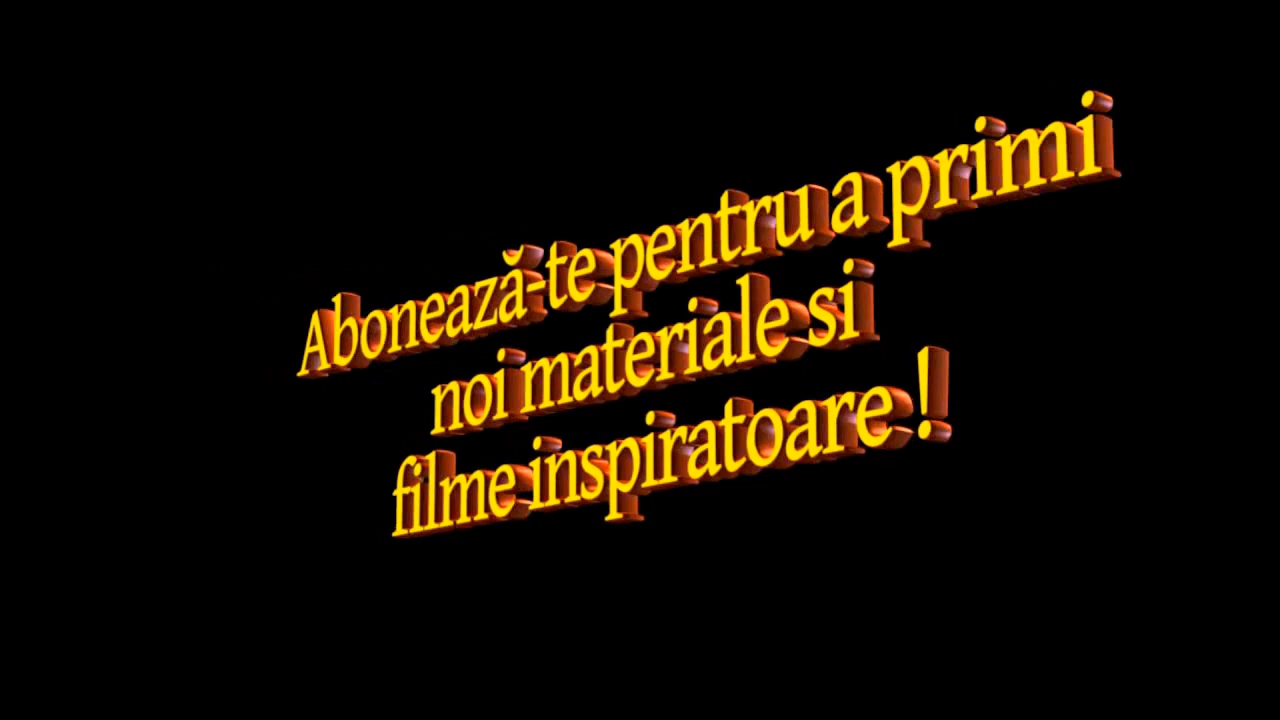 Abonează-te pentru a primi
noi materiale si
filme inspiratoare !